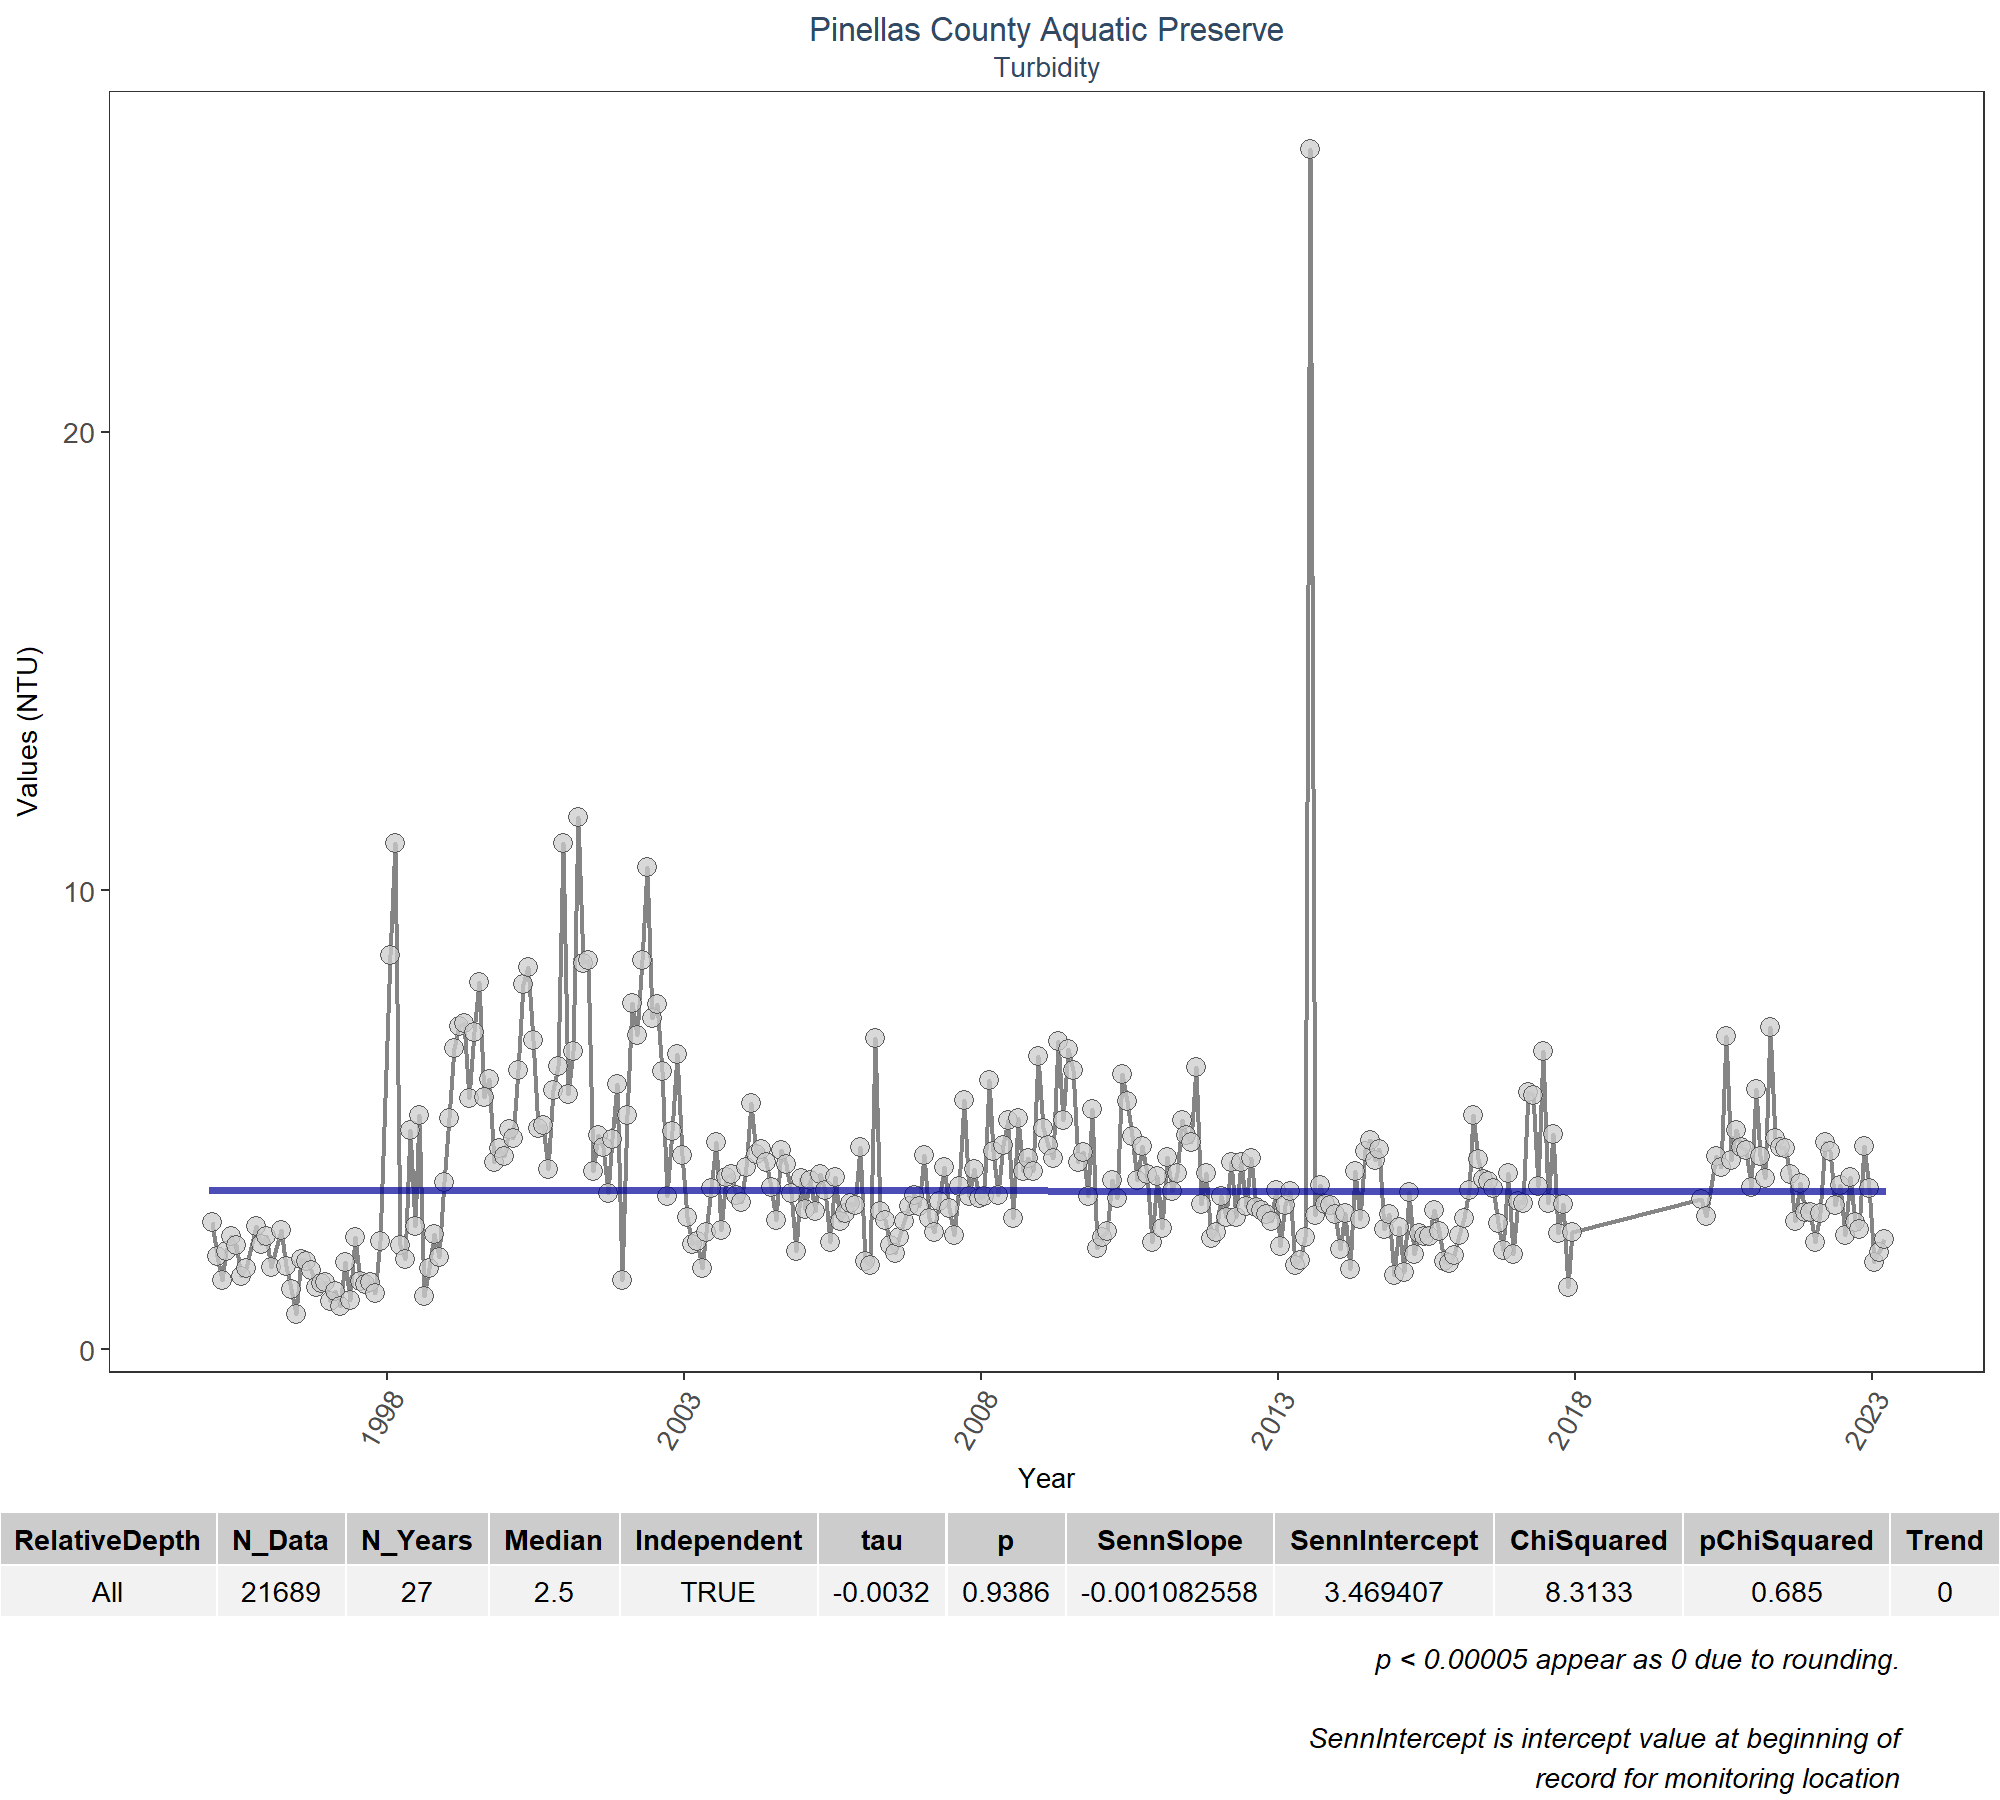 Pinellas County Aquatic Preserve
Turbidity
Values (NTU)
20
10
0
1998
2003
2008
2013
2018
2023
Year
RelativeDepth N_Data N_Years Median Independent tau p SennSlope SennIntercept ChiSquared pChiSquared Trend
All 21689 27 2.5 TRUE -0.0032 0.9386 -0.001082558 3.469407 8.3133 0.685 0
p < 0.00005 appear as 0 due to rounding.
SennIntercept is intercept value at beginning of
record for monitoring location